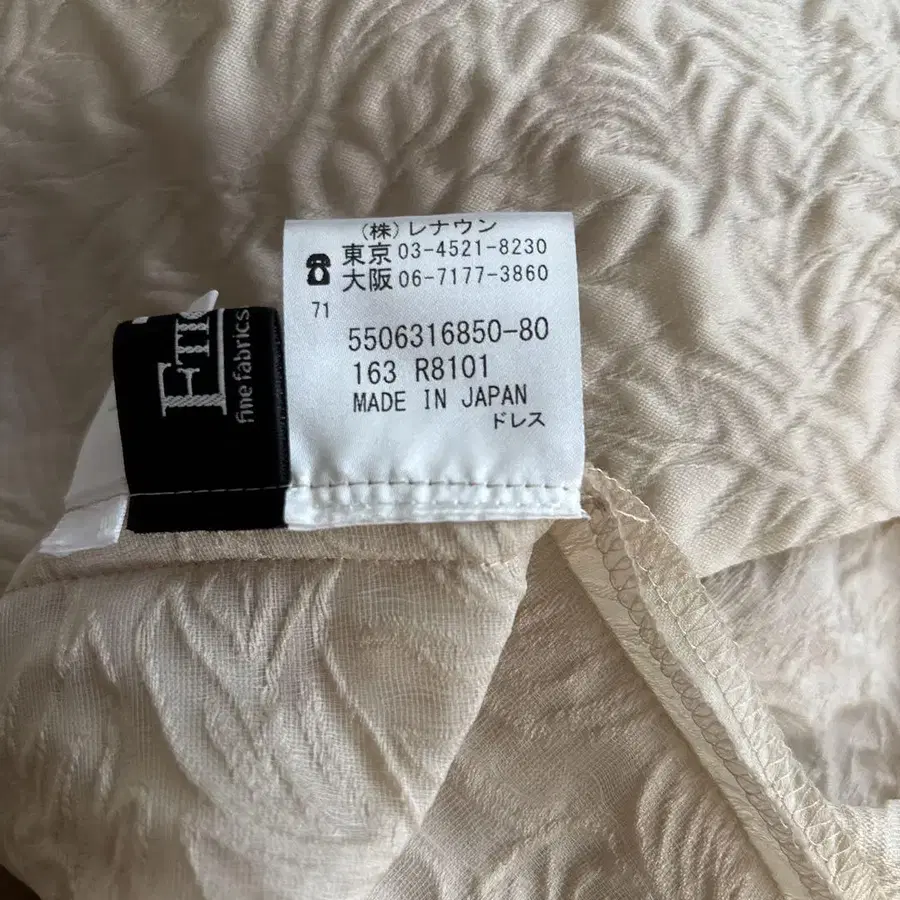 (株)レナウン
東京 03-4521-8230
大阪 06-7177-3860
71
5506316850-80
163 R8101
MADE IN JAPAN
ドレス
fine fabrics